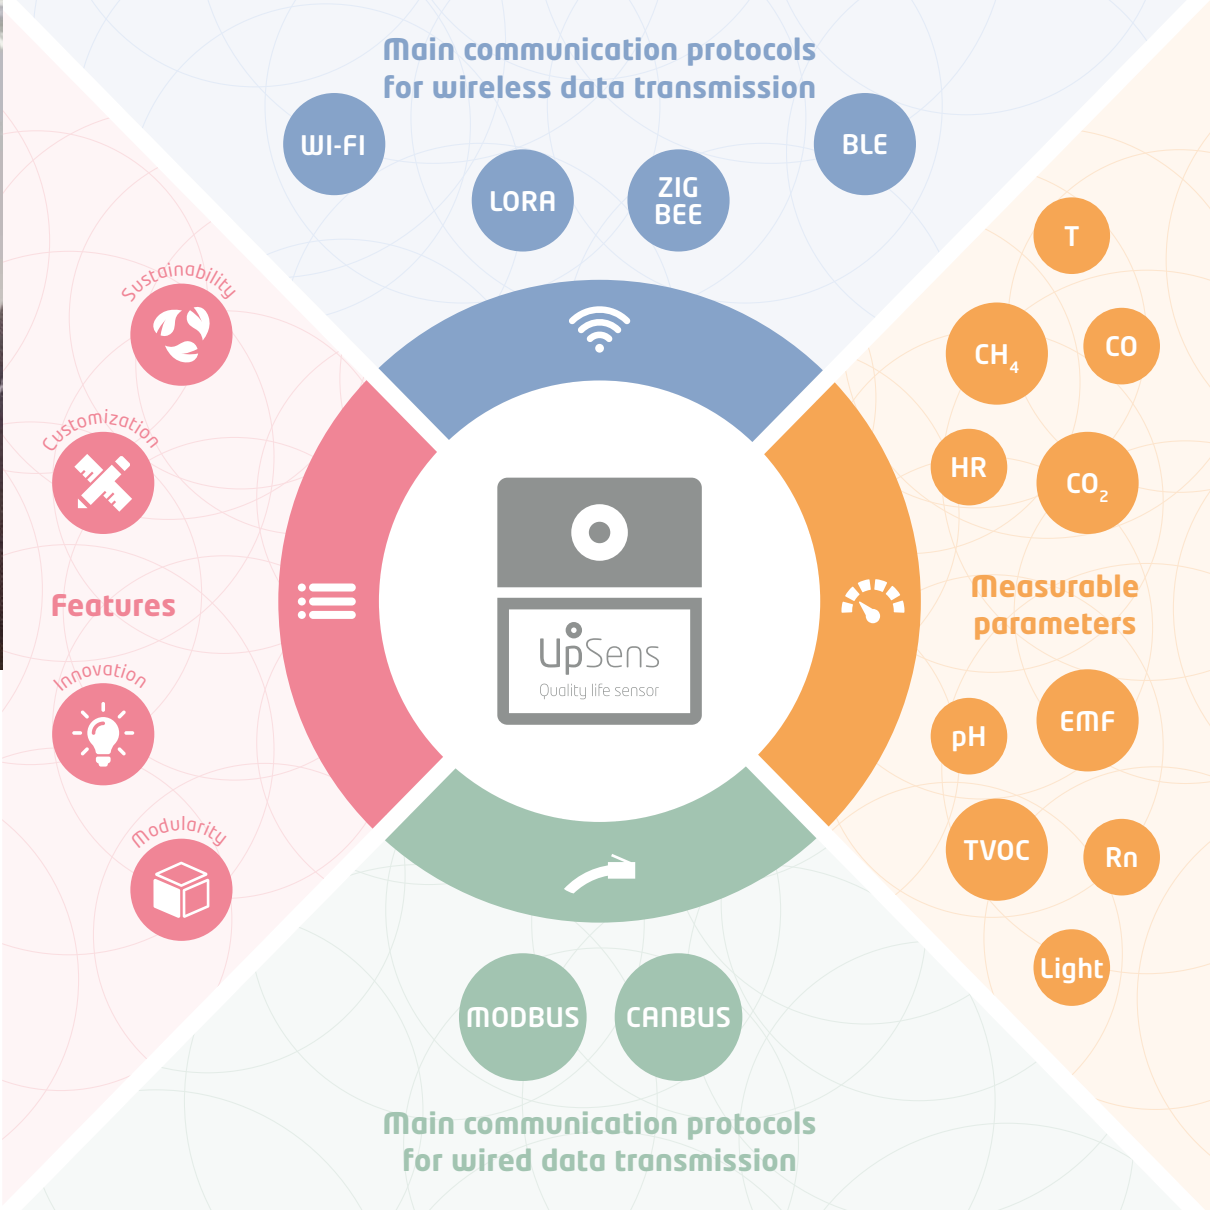 Main communication protocols
for wireless data transmission
WI-FI
LORA
ZIG
BEE
BLE
Sustainability
Customization
Features
Innovation
Modularity
UpSens
Quality life sensor
T
CH₄
CO
HR
CO₂
Measurable
parameters
pH
EMF
TVOC
Rn
Light
MODBUS
CANBUS
Main communication protocols
for wired data transmission